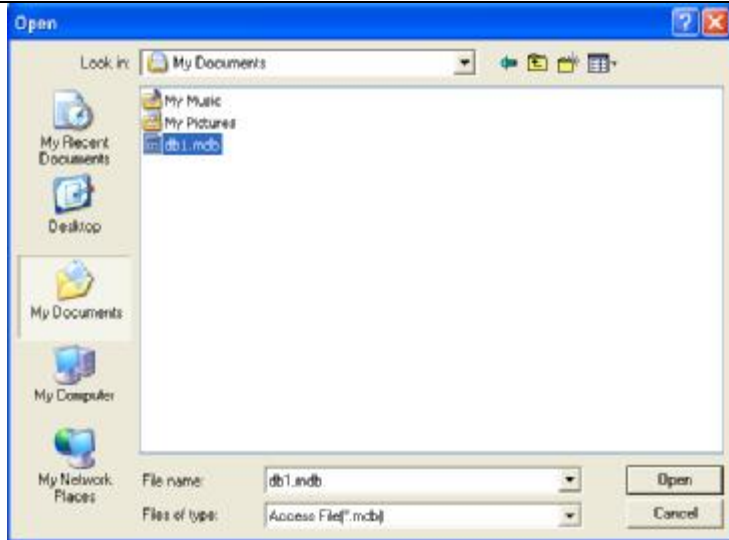 Open
Look in:
My Documents
My Recent
Documents
Desktop
My Documents
My Computer
My Network
Places
My Music
My Pictures
db1.mdb
File name:
db1.mdb
Open
Files of type:
Access File(*.mdb)
Cancel